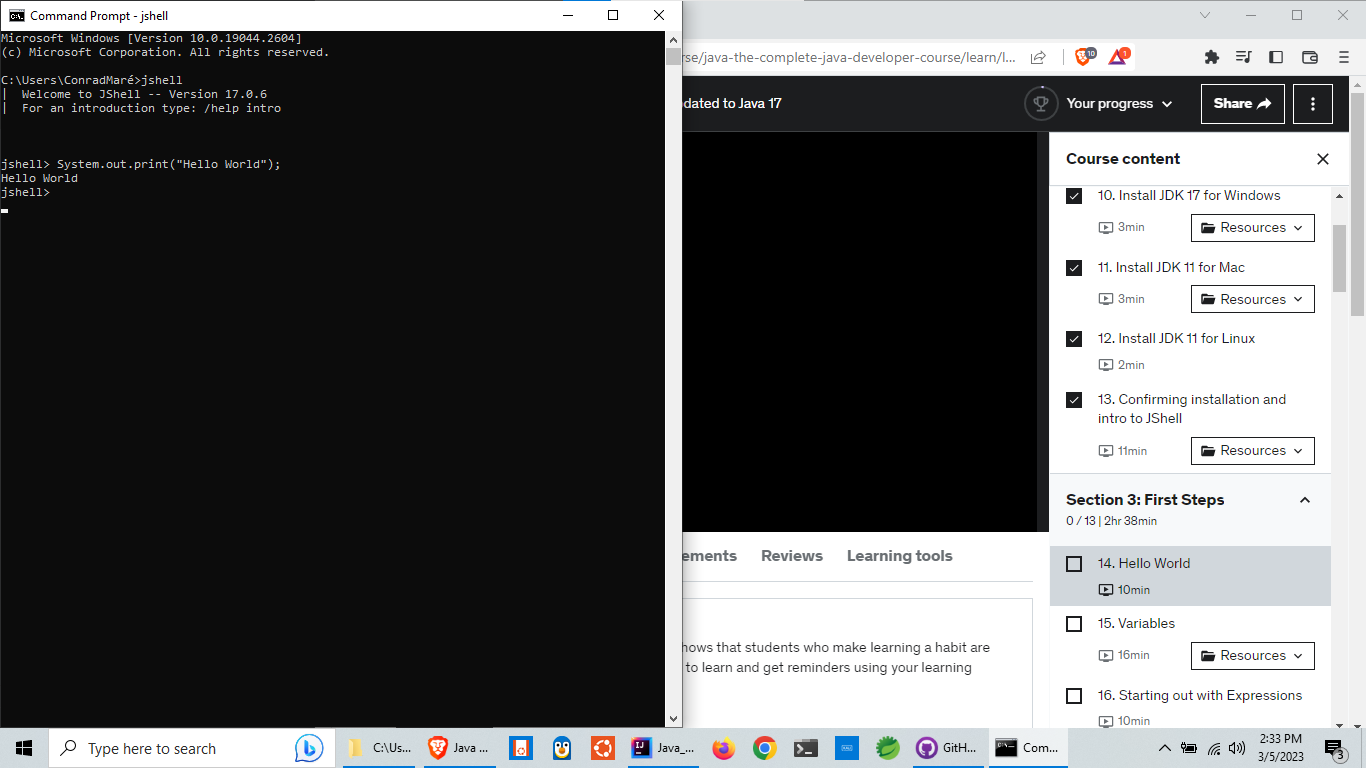 Command Prompt - jshell
Microsoft Windows [Version 10.0.19044.2604]
(c) Microsoft Corporation. All rights reserved.
C:\Users\ConradMaré>jshell
|  Welcome to JShell -- Version 17.0.6
|  For an introduction type: /help intro
jshell> System.out.print("Hello World");
Hello World
jshell>
rse/java-the-complete-java-developer-course/learn/l...
10
1
pdated to Java 17
Your progress
Share
Course content
10. Install JDK 17 for Windows
3min
Resources
11. Install JDK 11 for Mac
3min
Resources
12. Install JDK 11 for Linux
2min
13. Confirming installation and
intro to JShell
11min
Resources
Section 3: First Steps
0 / 13 | 2hr 38min
14. Hello World
10min
15. Variables
16min
Resources
16. Starting out with Expressions
10min
ements
Reviews
Learning tools
hows that students who make learning a habit are
to learn and get reminders using your learning
Type here to search
C:\Us...
Java ...
Java_...
GitH...
Com...
2:33 PM
3/5/2023
3